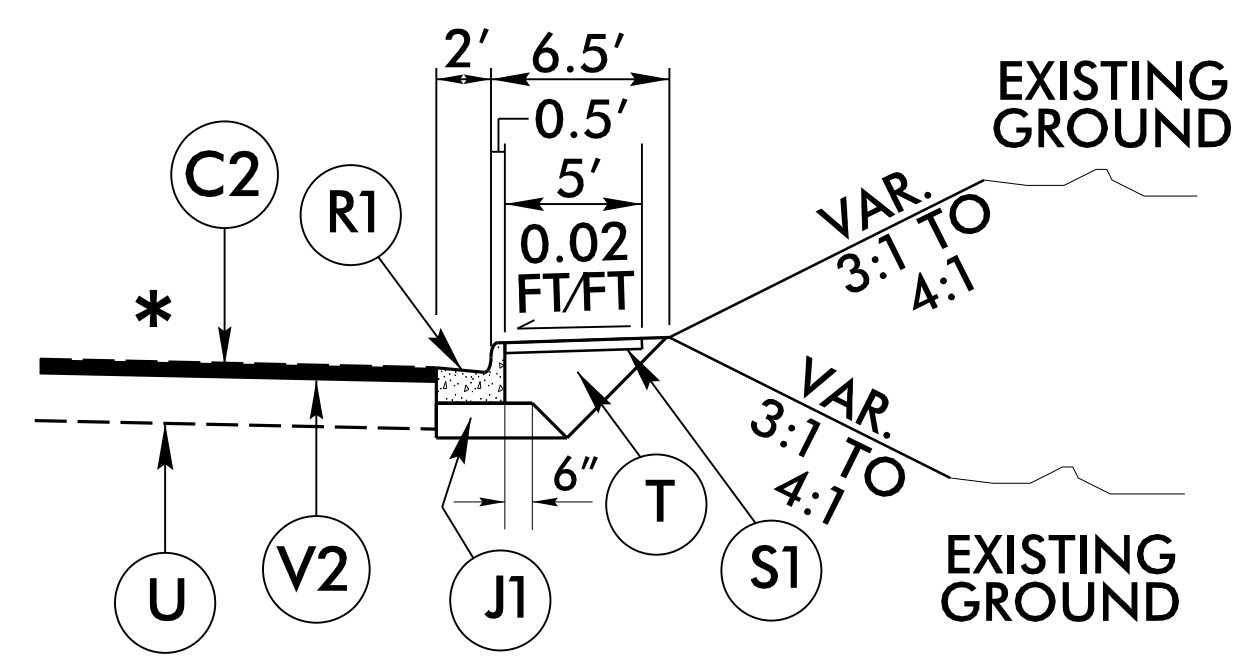 2′ 6.5′
0.5′
5′
0.02
FT/FT
EXISTING
GROUND
C2
R1
*
VAR.
3:1 TO
4:1
VAR.
3:1 TO
4:1
6″
T
S1
J1
V2
U
EXISTING
GROUND